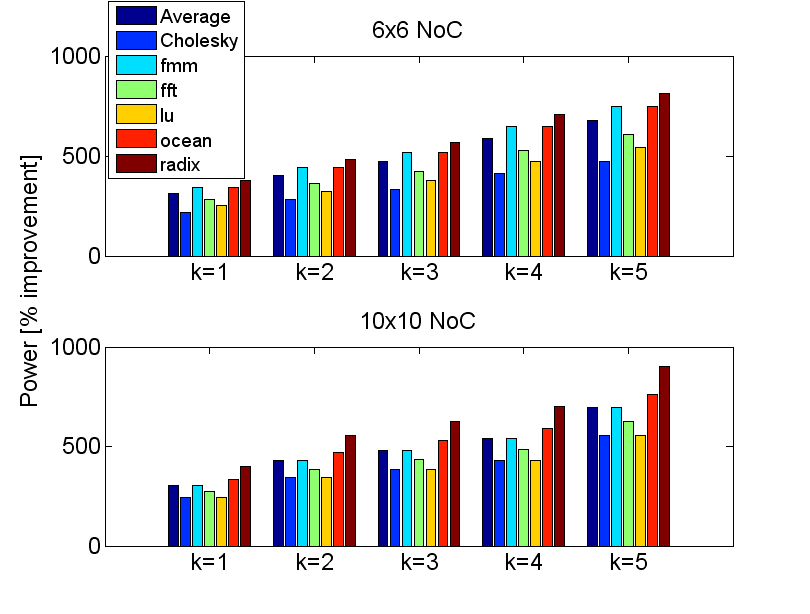 6x6 NoC
Average
Cholesky
fmm
fft
lu
ocean
radix
1000
500
0
k=1 k=2 k=3 k=4 k=5
Power [% improvement]
10x10 NoC
1000
500
0
k=1 k=2 k=3 k=4 k=5